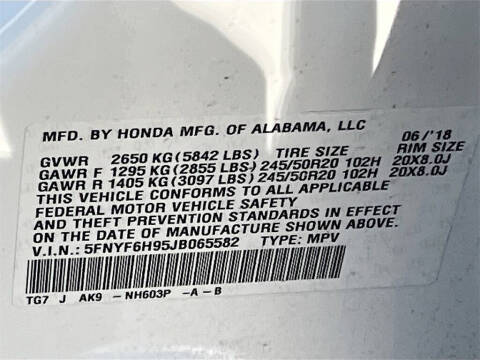 MFD. BY HONDA MFG. OF ALABAMA, LLC 06/'18
GVWR 2650 KG(5842 LBS) TIRE SIZE RIM SIZE
GAWR F 1295 KG(2855 LBS)245/50R20 102H 20X8.0J
GAWR R 1405 KG(3097 LBS)245/50R20 102H 20X8.0J
THIS VEHICLE CONFORMS TO ALL APPLICABLE
FEDERAL MOTOR VEHICLE SAFETY
AND THEFT PREVENTION STANDARDS IN EFFECT
ON THE DATE OF MANUFACTURE SHOWN ABOVE.
V.I.N.: 5FNYF6H95JB065582 TYPE: MPV
TG7 J AK9 -NH603P -A-B